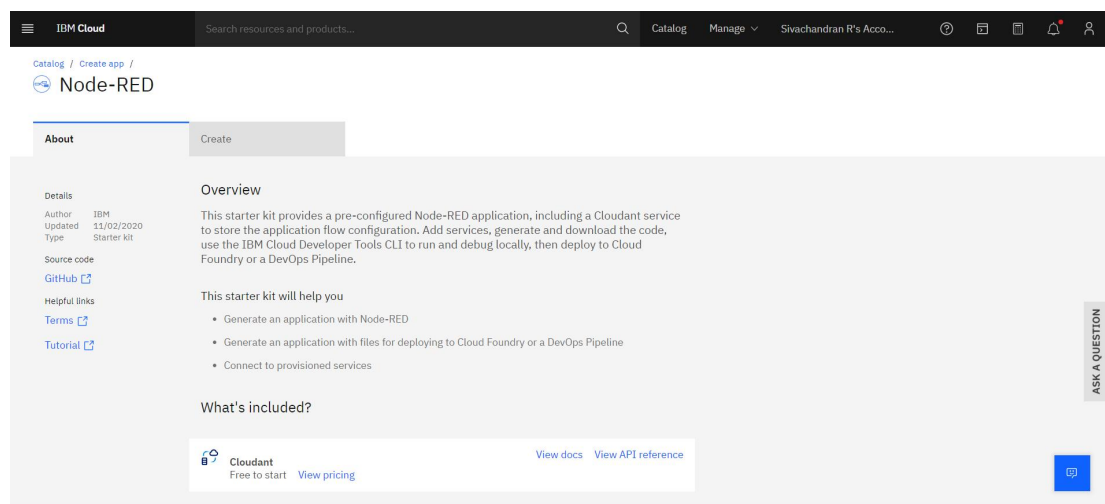 IBM Cloud
Search resources and products...
Catalog
Manage
Sivachandran R's Acco...
Catalog / Create app /
Node-RED
About
Create
Details
Author IBM
Updated 11/02/2020
Type Starter kit
Source code
GitHub
Helpful links
Terms
Tutorial
Overview
This starter kit provides a pre-configured Node-RED application, including a Cloudant service
to store the application flow configuration. Add services, generate and download the code,
use the IBM Cloud Developer Tools CLI to run and debug locally, then deploy to Cloud
Foundry or a DevOps Pipeline.
This starter kit will help you
• Generate an application with Node-RED
• Generate an application with files for deploying to Cloud Foundry or a DevOps Pipeline
• Connect to provisioned services
What's included?
Cloudant
Free to start View pricing
View docs View API reference
ASK A QUESTION